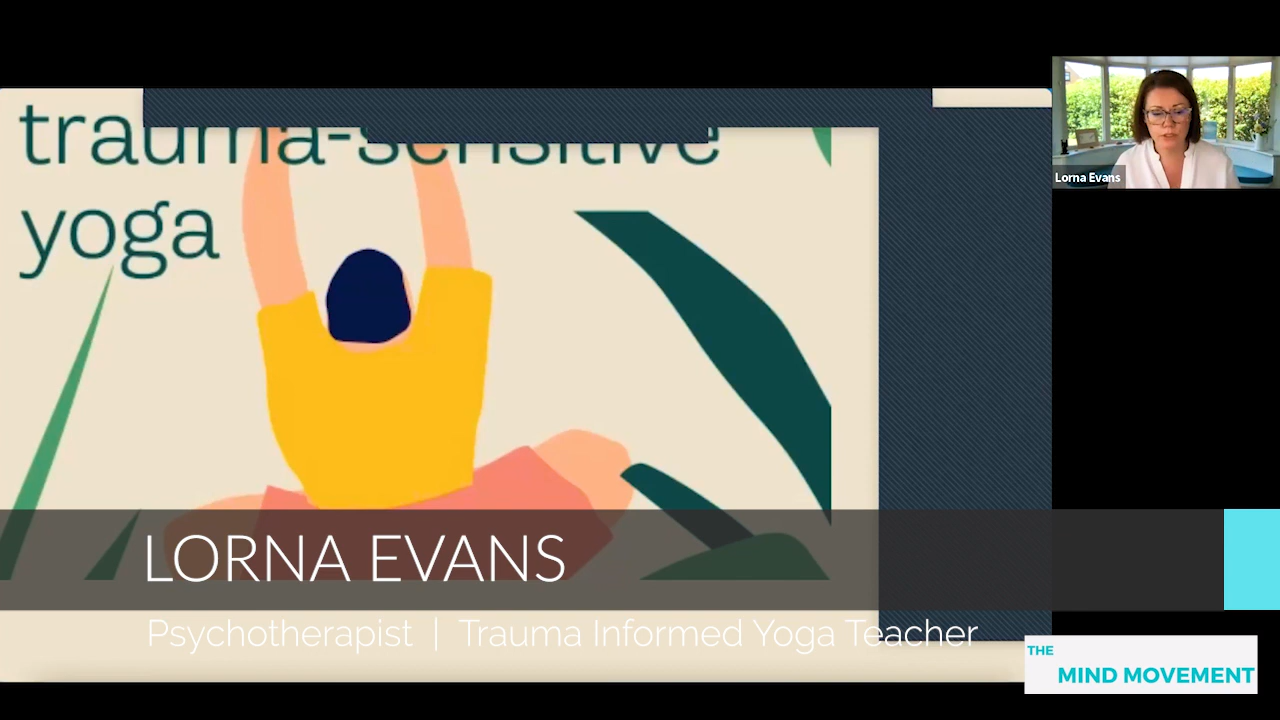 trauma-sensitive
yoga
Lorna Evans
LORNA EVANS
Psychotherapist | Trauma Informed Yoga Teacher
THE
MIND MOVEMENT